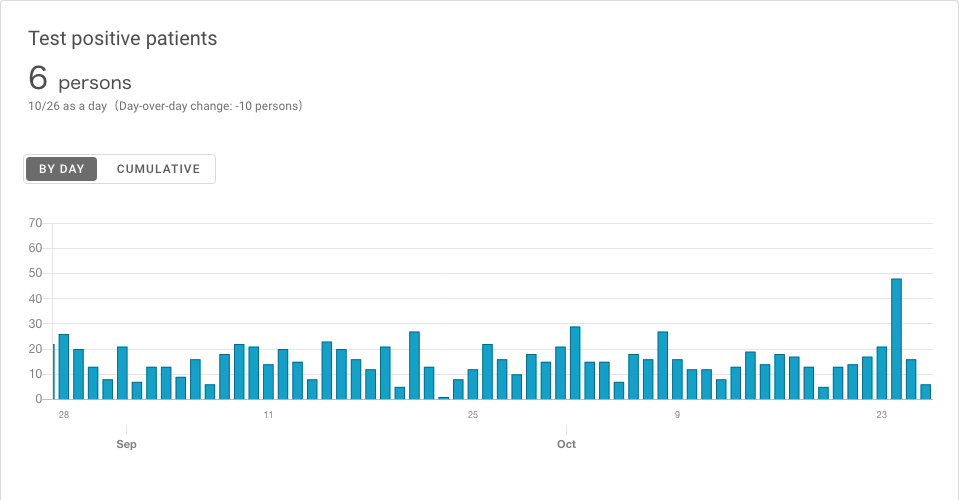 Test positive patients
6 persons
10/26 as a day（Day-over-day change: -10 persons）
BY DAY CUMULATIVE
70
60
50
40
30
20
10
0
28 11 25 9 23
Sep Oct